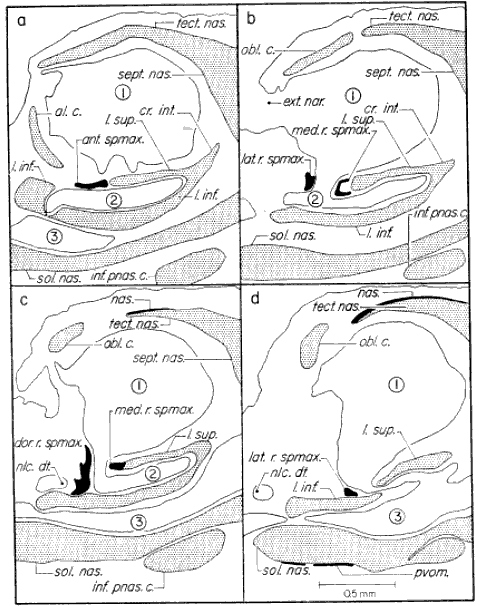 a
tect. nas.
sept. nas.
1
cr. int.
al. c.
l. sup.
ant. spmax.
l. inf.
l. inf.
2
3
sol. nas.
inf. pnas. c.
b
tect. nas.
obl. c.
sept. nas.
1
ext. nar.
cr. int.
l. sup.
med. r. spmax.
lat. r. spmax.
2
l. inf.
inf. pnas. c.
sol. nas.
c
nas.
tect. nas.
obl. c.
sept. nas.
1
med. r. spmax.
l. sup.
dor. r. spmax.
nlc. dt.
2
3
sol. nas.
inf. pnas. c.
d
nas.
tect. nas.
obl. c.
1
l. sup.
lat. r. spmax.
nlc. dt
l. inf.
3
sol. nas.
pvom.
0.5 mm